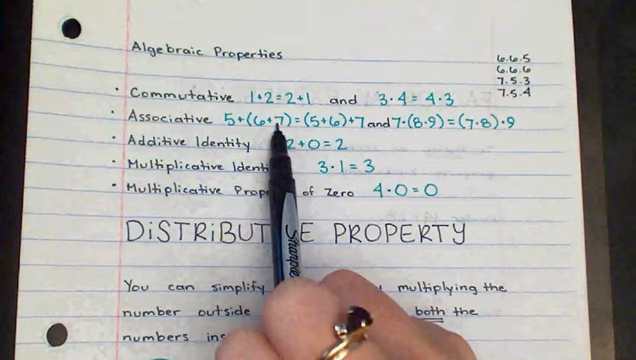 Algebraic Properties
6.6.5
6.6.6
7.5.3
7.5.4
• Commutative 1+2=2+1 and 3·4=4·3
• Associative 5+(6+7)=(5+6)+7 and 7·(8·9)=(7·8)·9
• Additive Identity 2+0=2
• Multiplicative Identi 3·1=3
• Multiplicative Prop of Zero 4·0=0
DiSTRiBUT E PROPERTY
You can simplify multiplying the
number outside both the
numbers ins
Sharpie